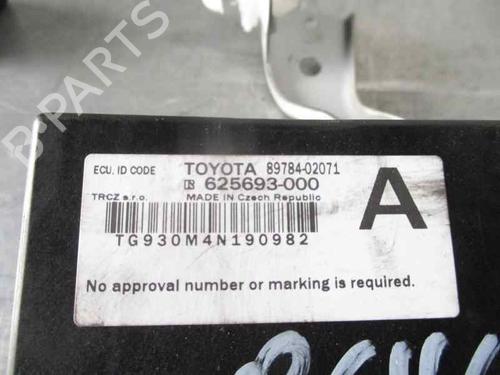 B-PARTS
ECU. ID CODE TOYOTA 89784-02071
625693-000
TRCZ s.r.o. MADE IN Czech Republic
A
TG930M4N190982
No approval number or marking is required.